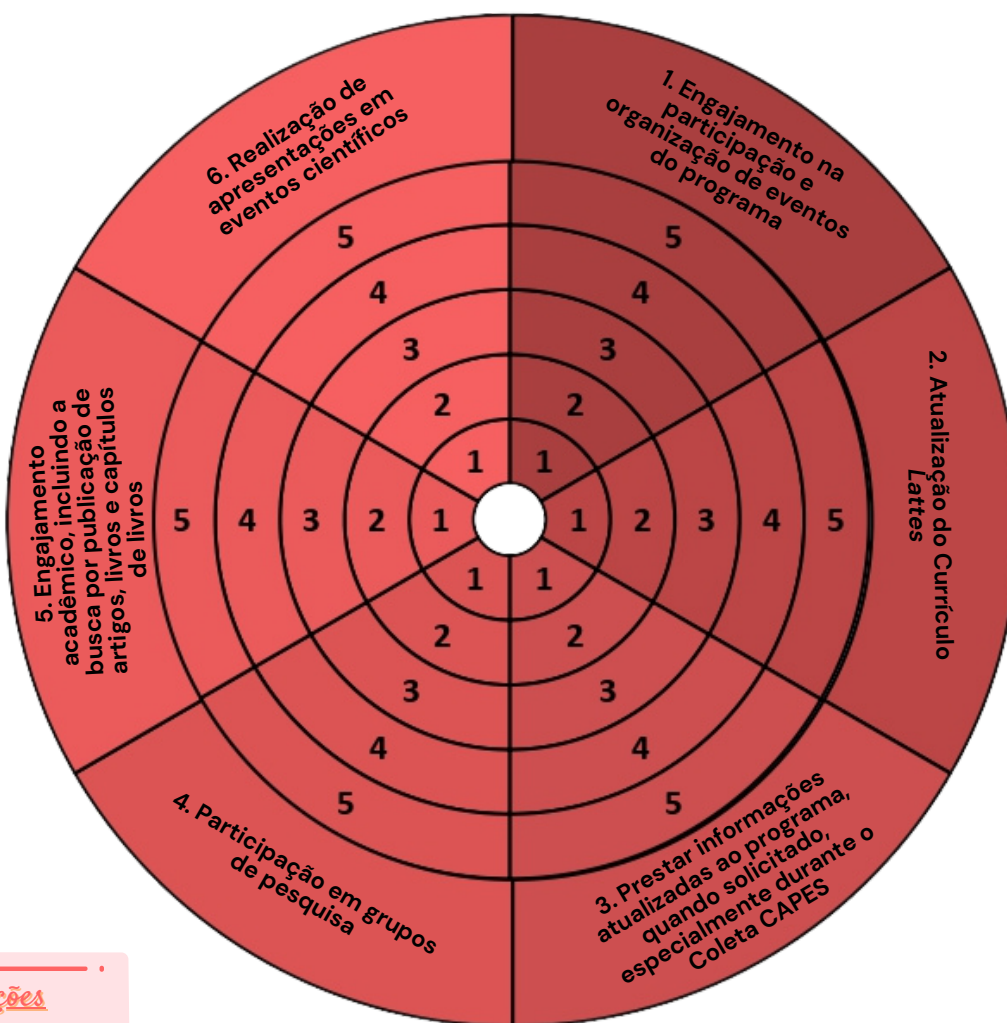 1. Engajamento na
participação e
organização de eventos
do programa
2. Atualização do Currículo
Lattes
3. Prestar informações
atualizadas ao programa,
quando solicitado,
especialmente durante o
Coleta CAPES
4. Participação em grupos
de pesquisa
5. Engajamento
acadêmico, incluindo a
busca por publicação de
artigos, livros e capítulos
de livros
6. Realização de
apresentações em
eventos científicos
5 5
4 4
3 3
2 2
1 1
5 4 3 2 1 1 2 3 4 5
1 1
2 2
3 3
4 4
5 5